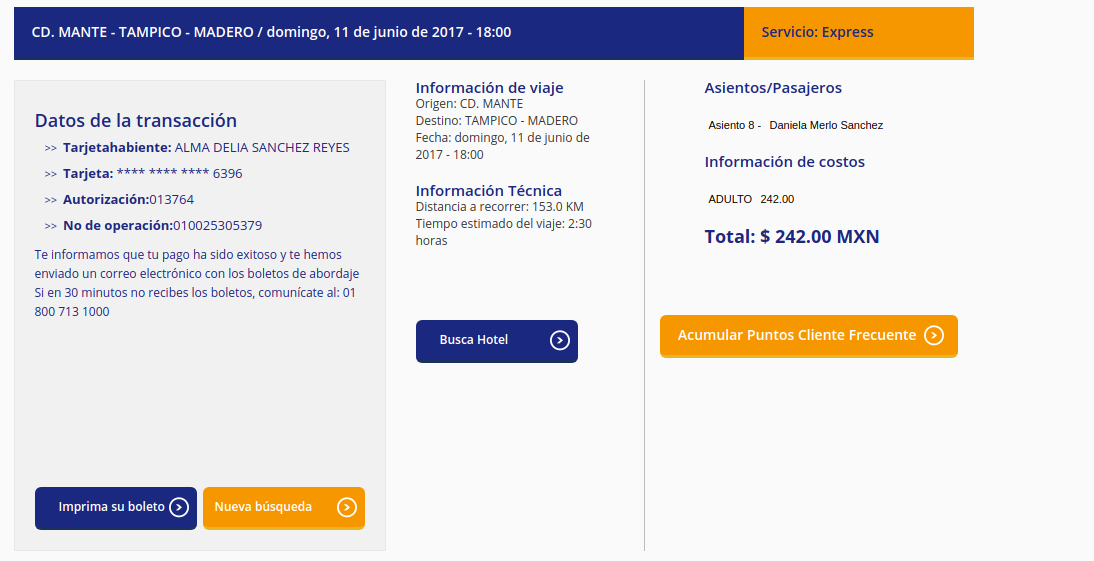 CD. MANTE - TAMPICO - MADERO / domingo, 11 de junio de 2017 - 18:00
Servicio: Express
Datos de la transacción
>> Tarjetahabiente: ALMA DELIA SANCHEZ REYES
>> Tarjeta: **** **** **** 6396
>> Autorización:013764
>> No de operación:010025305379
Te informamos que tu pago ha sido exitoso y te hemos
enviado un correo electrónico con los boletos de abordaje
Si en 30 minutos no recibes los boletos, comunícate al: 01
800 713 1000
Imprima su boleto
Nueva búsqueda
Información de viaje
Origen: CD. MANTE
Destino: TAMPICO - MADERO
Fecha: domingo, 11 de junio de
2017 - 18:00
Información Técnica
Distancia a recorrer: 153.0 KM
Tiempo estimado del viaje: 2:30
horas
Busca Hotel
Asientos/Pasajeros
Asiento 8 - Daniela Merlo Sanchez
Información de costos
ADULTO 242.00
Total: $ 242.00 MXN
Acumular Puntos Cliente Frecuente